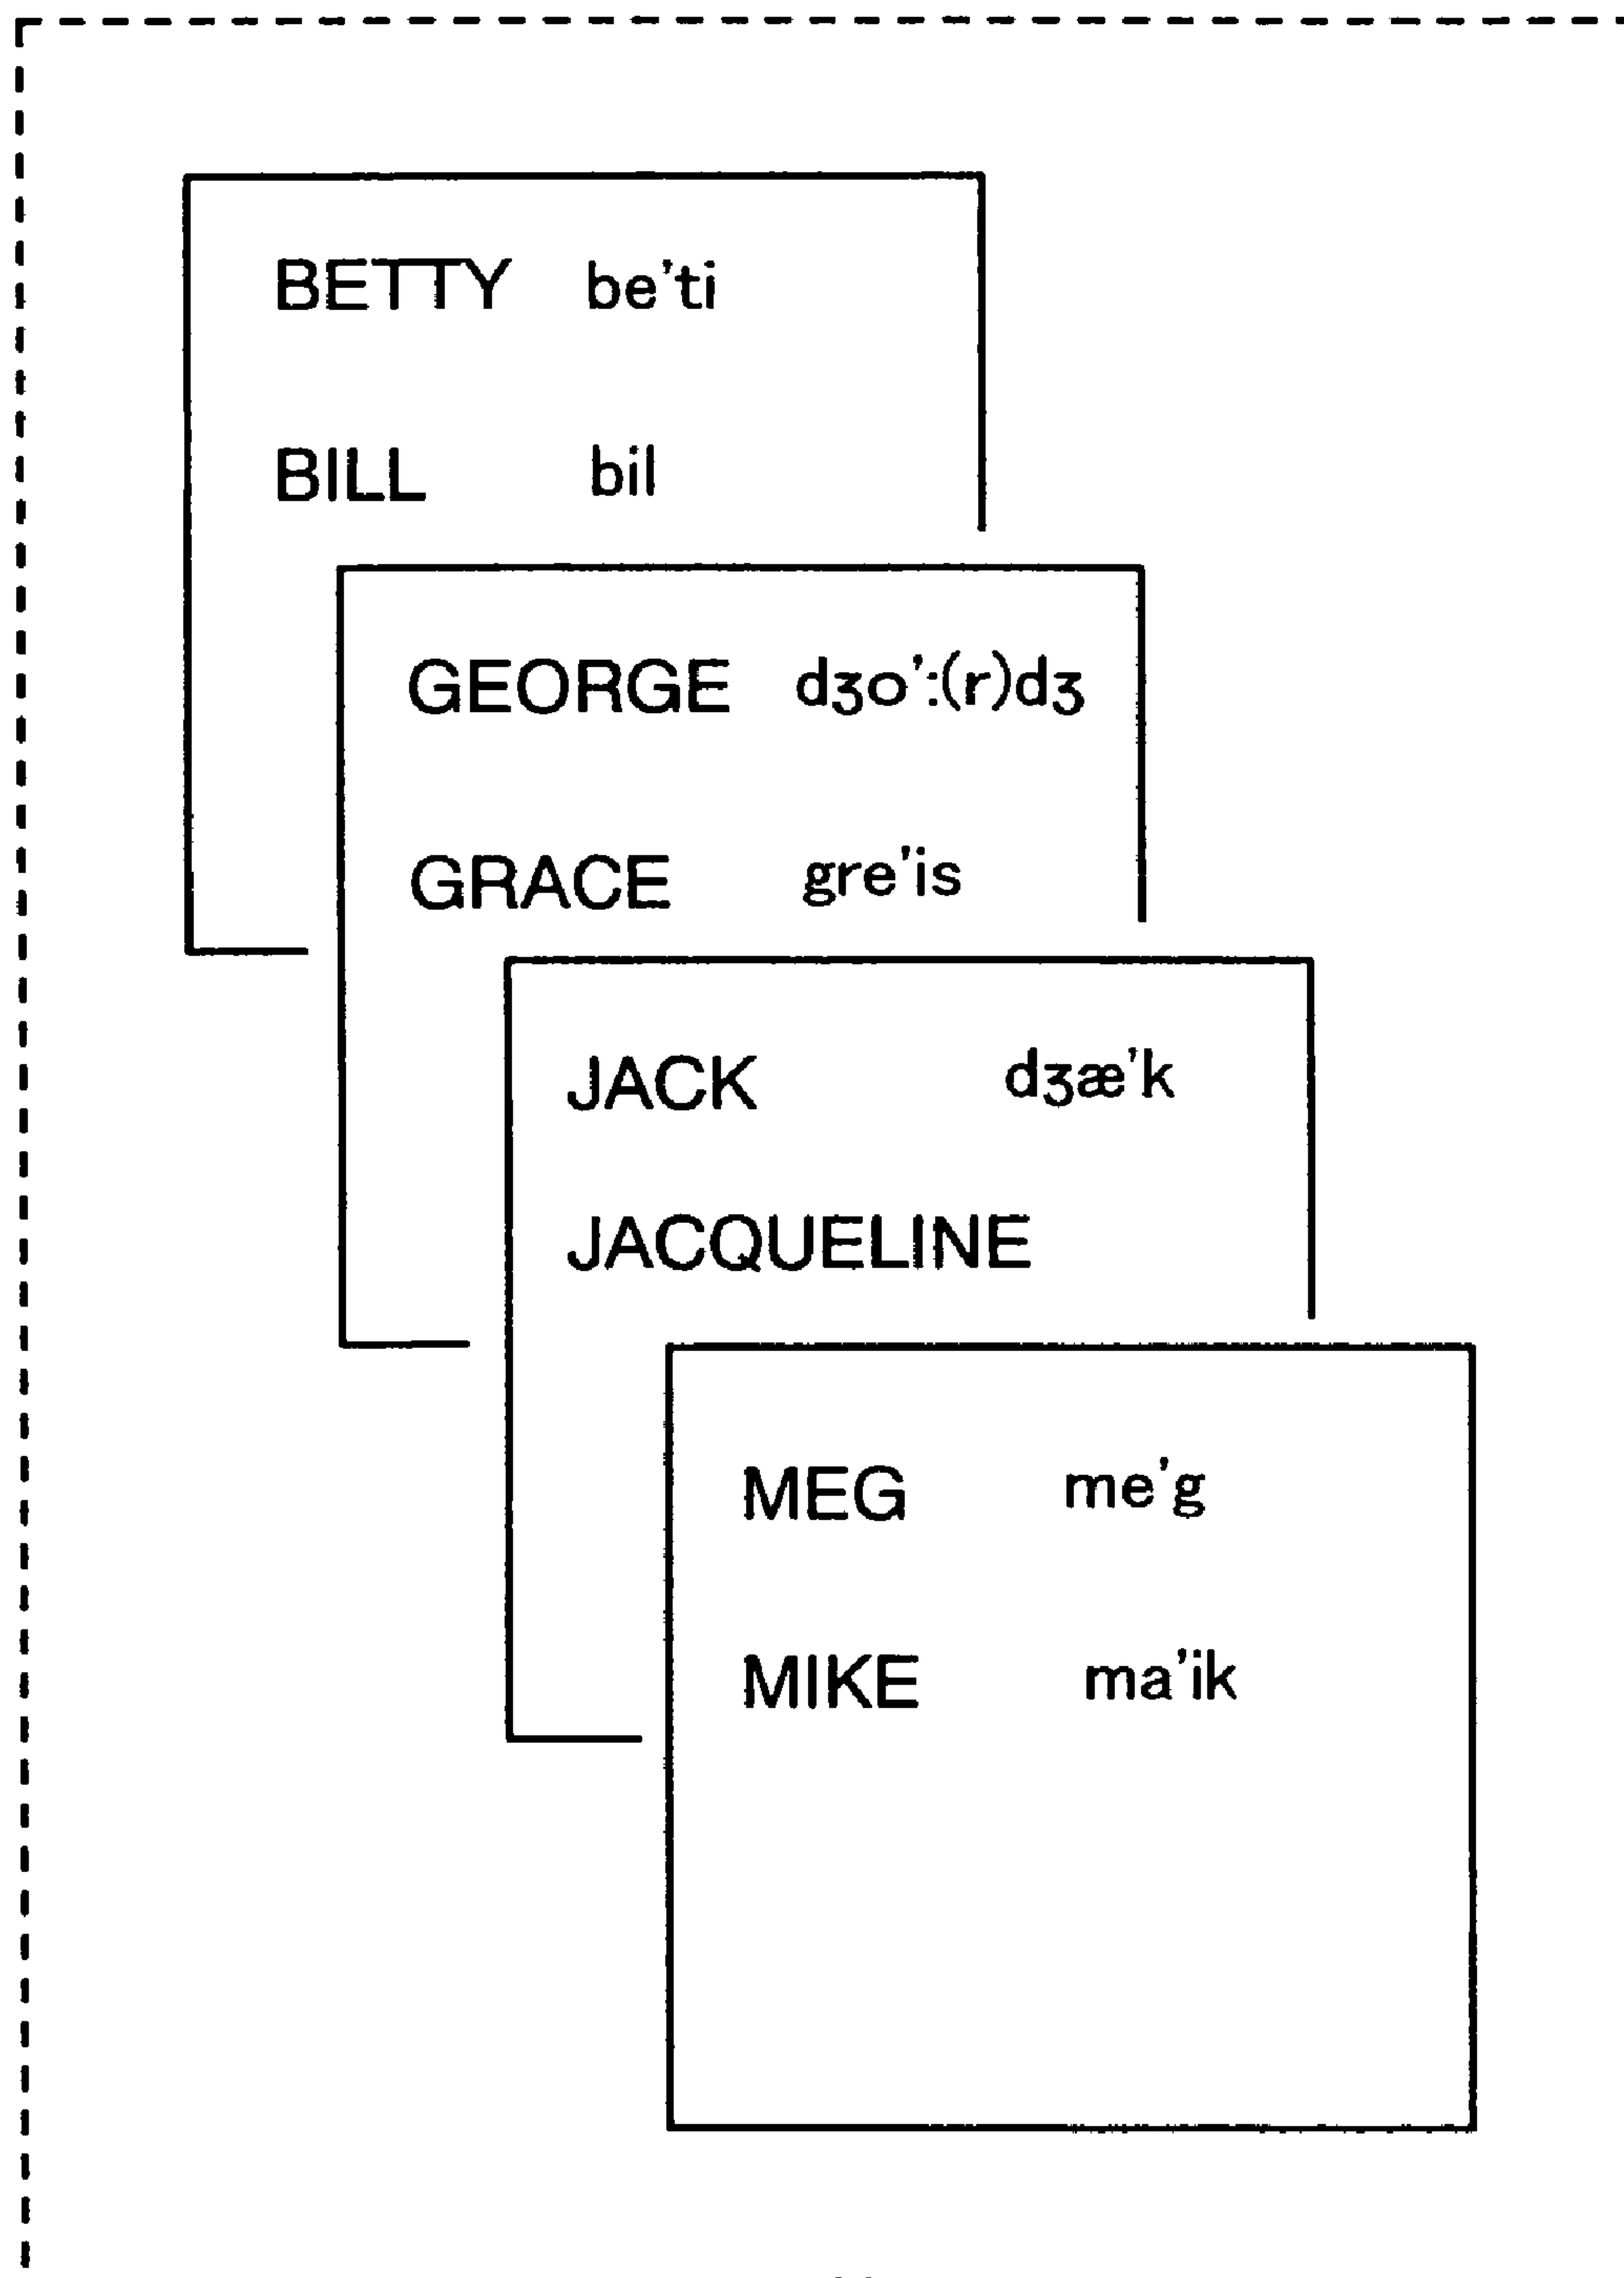 BETTY be'ti
BILL bil
GEORGE dʒo':(r)dʒ
GRACE gre'is
JACK dʒæ'k
JACQUELINE
MEG me'g
MIKE ma'ik